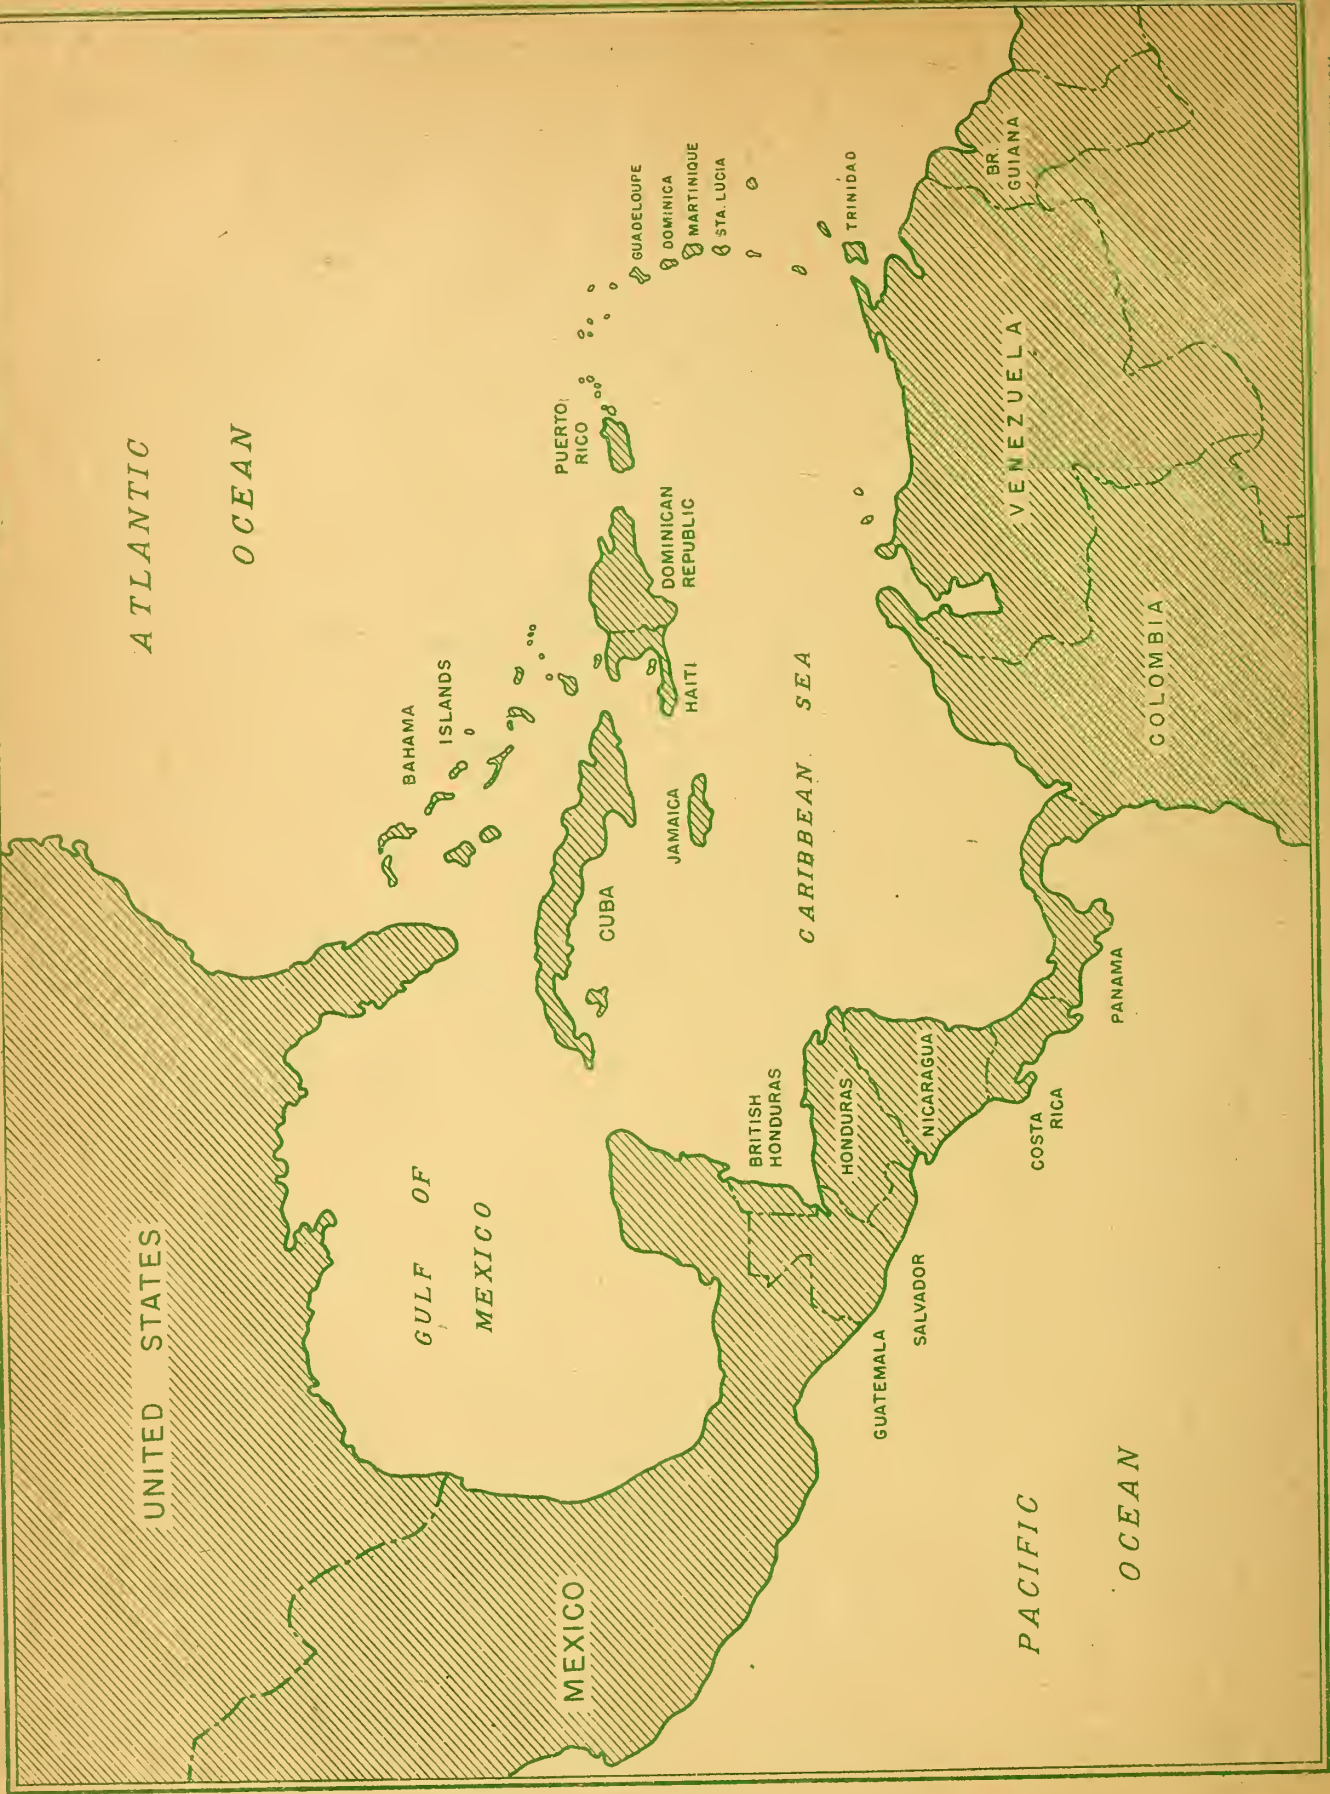 UNITED STATES
ATLANTIC
OCEAN
BAHAMA
ISLANDS
GULF OF
MEXICO
CUBA
PUERTO
RICO
GUADELOUPE
DOMINICA
MARTINIQUE
STA. LUCIA
DOMINICAN
REPUBLIC
HAITI
JAMAICA
MEXICO
CARIBBEAN SEA
TRINIDAD
BRITISH
HONDURAS
HONDURAS
NICARAGUA
GUATEMALA
SALVADOR
COSTA
RICA
PANAMA
VENEZUELA
BR.
GUIANA
COLOMBIA
PACIFIC
OCEAN